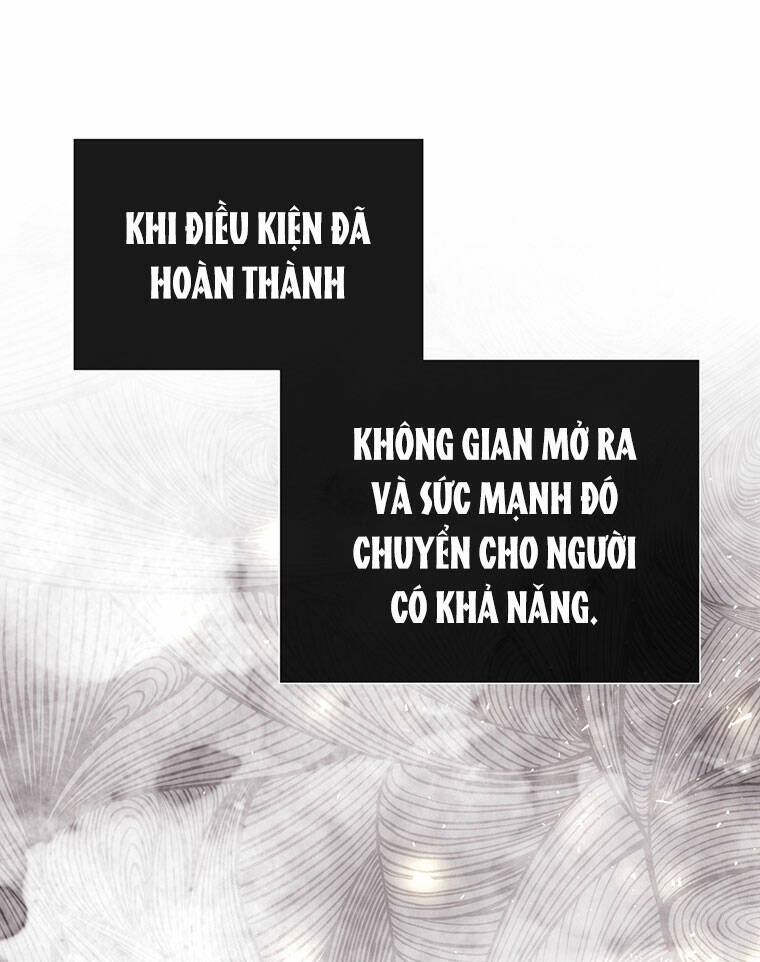 KHI ĐIỀU KIỆN ĐÃ
HOÀN THÀNH
KHÔNG GIAN MỞ RA
VÀ SỨC MẠNH ĐÓ
CHUYỂN CHO NGƯỜI
CÓ KHẢ NĂNG.